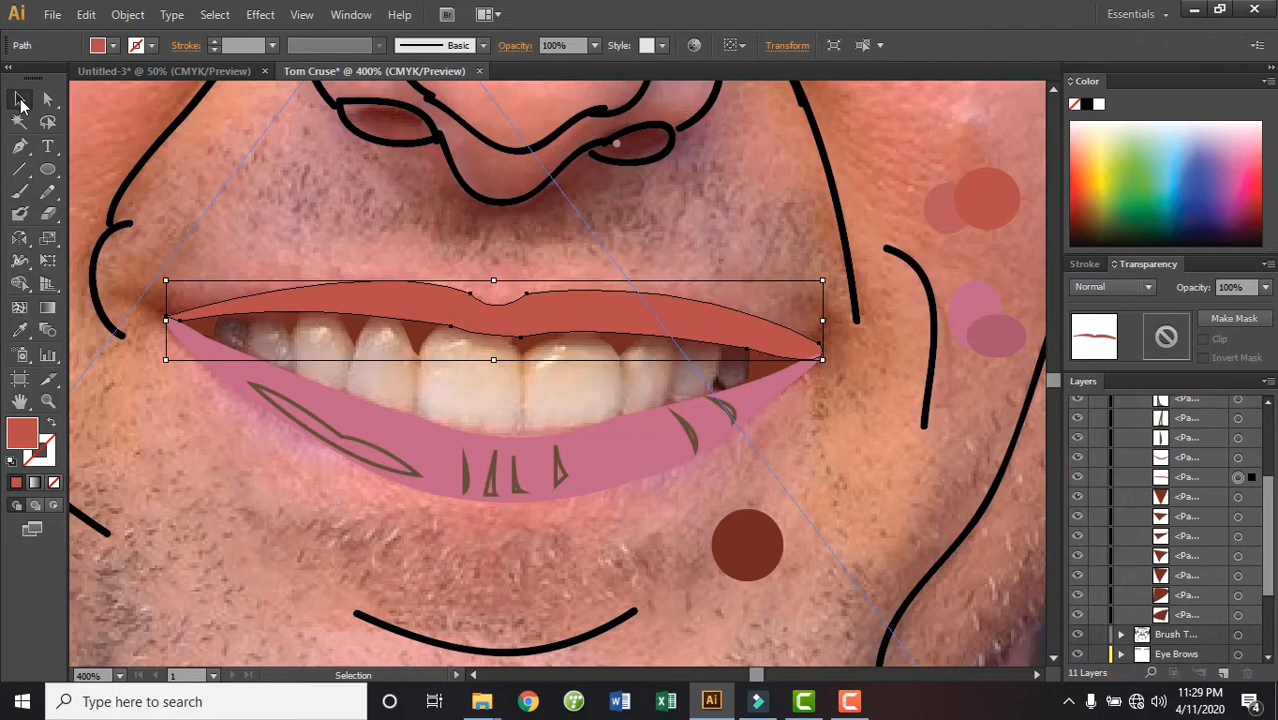 Ai File Edit Object Type Select Effect View Window Help Br Essentials
Path Stroke: Basic Opacity: 100% Style: Transform
Untitled-3* @ 50% (CMYK/Preview) × Tom Cruse* @ 400% (CMYK/Preview) ×
Color
Stroke Transparency
Normal Opacity: 100%
Make Mask
Clip
Invert Mask
Layers
<Pa...
<Pa...
<Pa...
<Pa...
<Pa...
<Pa...
<Pa...
<Pa...
<Pa...
<Pa...
<Pa...
<Pa...
Brush T...
Eye Brows
11 Layers
400% 1 Selection
Type here to search
Ai
11:29 PM
4/11/2020
4